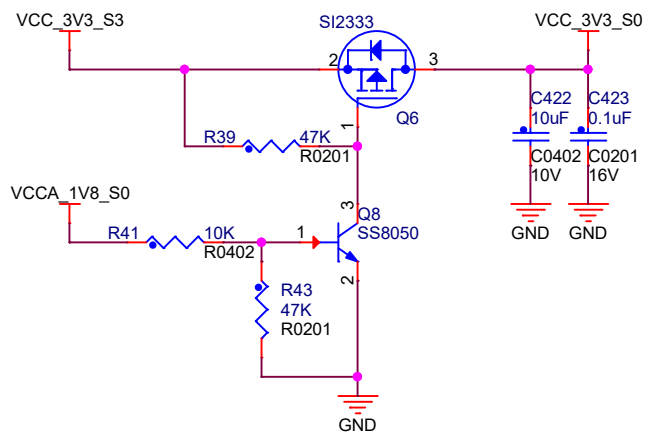 VCC_3V3_S3
SI2333
VCC_3V3_S0
2
3
Q6
1
C422
10uF
C0402
10V
C423
0.1uF
C0201
16V
R39
47K
R0201
GND
GND
VCCA_1V8_S0
3
Q8
SS8050
R41
10K
R0402
1
2
R43
47K
R0201
GND